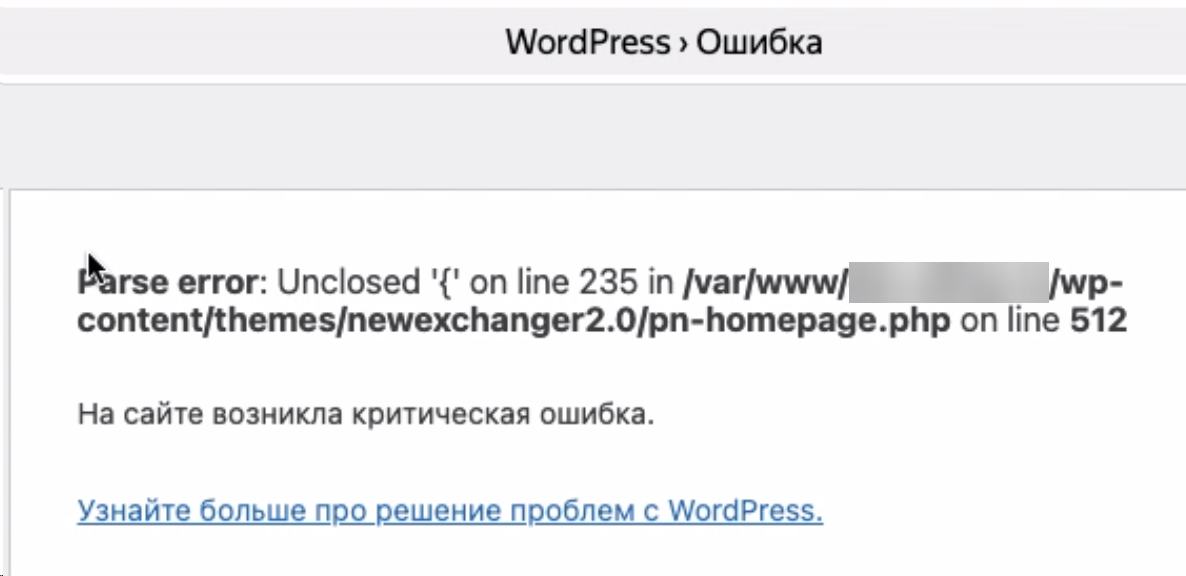 WordPress › Ошибка
Parse error: Unclosed '{' on line 235 in /var/www/ /wp-
content/themes/newexchanger2.0/pn-homepage.php on line 512
На сайте возникла критическая ошибка.
Узнайте больше про решение проблем с WordPress.